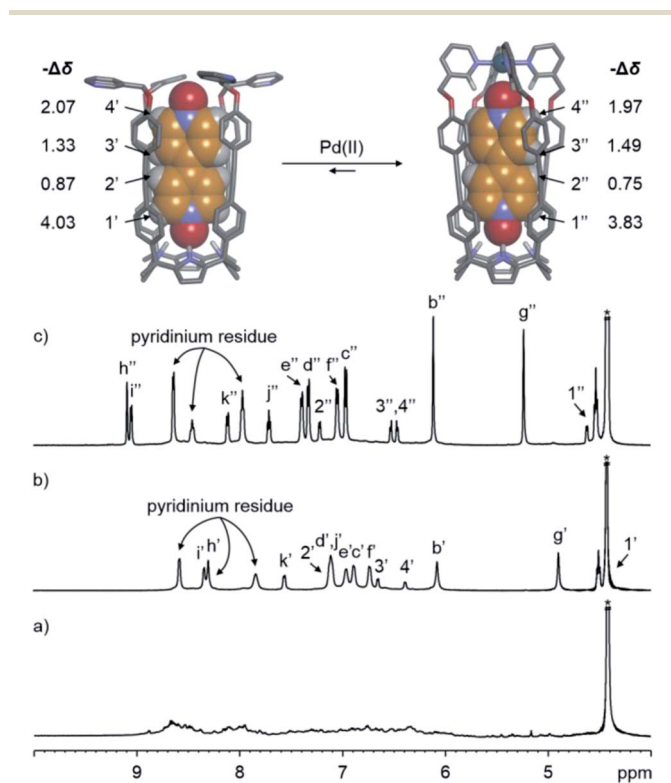 -Δδ -Δδ
2.07 4' 4'' 1.97
1.33 3' Pd(II) 3'' 1.49
0.87 2' 2'' 0.75
4.03 1' 1'' 3.83
c)
b'' g''
pyridinium residue
h'' i'' k'' j'' e'' d'' 2'' f'' c'' 3'',4'' 1'' *
b)
pyridinium residue
i' h' k' 2' d',j' e' c' f' 3' 4' b' g' 1' *
a)
*
9 8 7 6 5 ppm